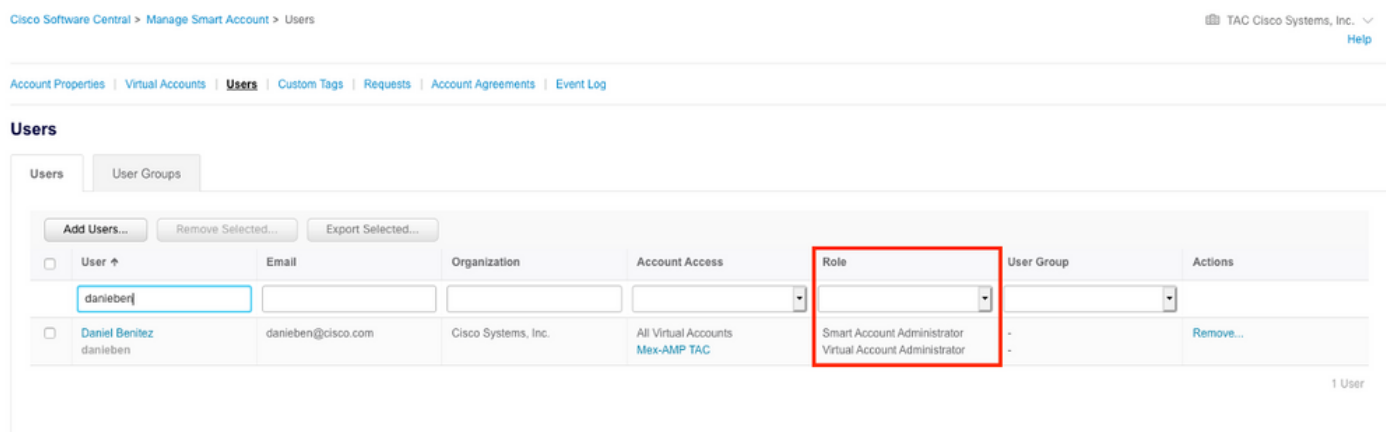 Cisco Software Central > Manage Smart Account > Users
TAC Cisco Systems, Inc.
Help
Account Properties | Virtual Accounts | Users | Custom Tags | Requests | Account Agreements | Event Log
Users
Users User Groups
Add Users... Remove Selected... Export Selected...
User ↑ Email Organization Account Access Role User Group Actions
danieben
Daniel Benitez danieben@cisco.com Cisco Systems, Inc. All Virtual Accounts Smart Account Administrator - Remove...
danieben Mex-AMP TAC Virtual Account Administrator -
1 User